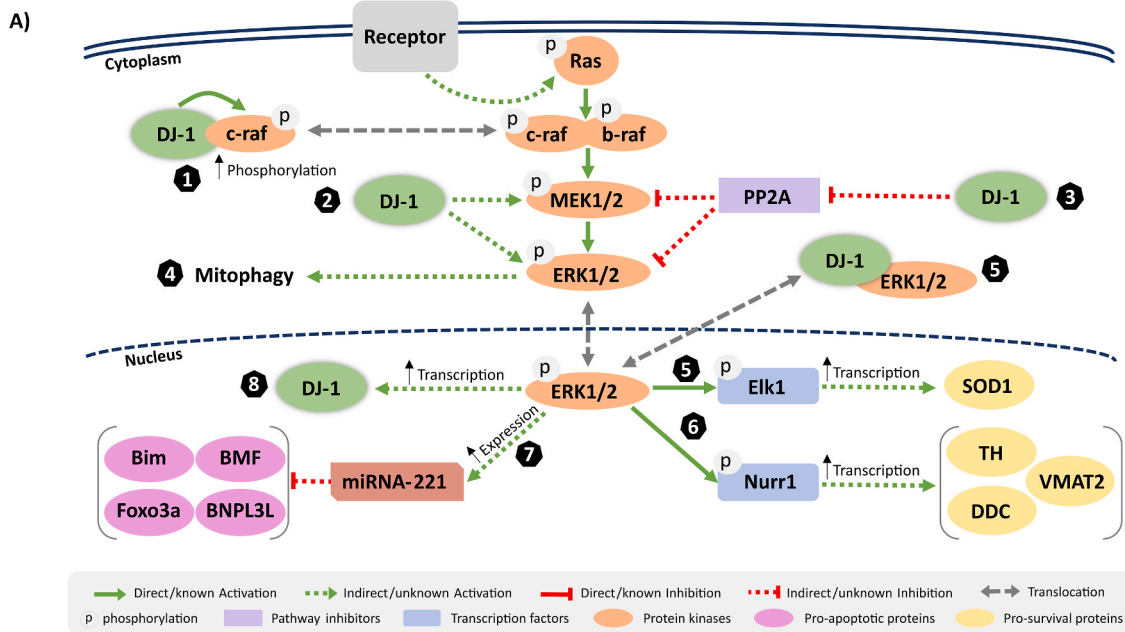 A)
Receptor
Cytoplasm
p
Ras
DJ-1
c-raf
p
p
c-raf
p
b-raf
1
Phosphorylation
2
DJ-1
p
MEK1/2
PP2A
DJ-1
3
4
Mitophagy
p
ERK1/2
DJ-1
ERK1/2
5
Nucleus
8
DJ-1
Transcription
p
ERK1/2
5
p
Elk1
Transcription
SOD1
6
Expression
7
Bim
BMF
Foxo3a
BNPL3L
miRNA-221
p
Nurr1
Transcription
TH
VMAT2
DDC
Direct/known Activation
Indirect/unknown Activation
Direct/known Inhibition
Indirect/unknown Inhibition
Translocation
p
phosphorylation
Pathway inhibitors
Transcription factors
Protein kinases
Pro-apoptotic proteins
Pro-survival proteins